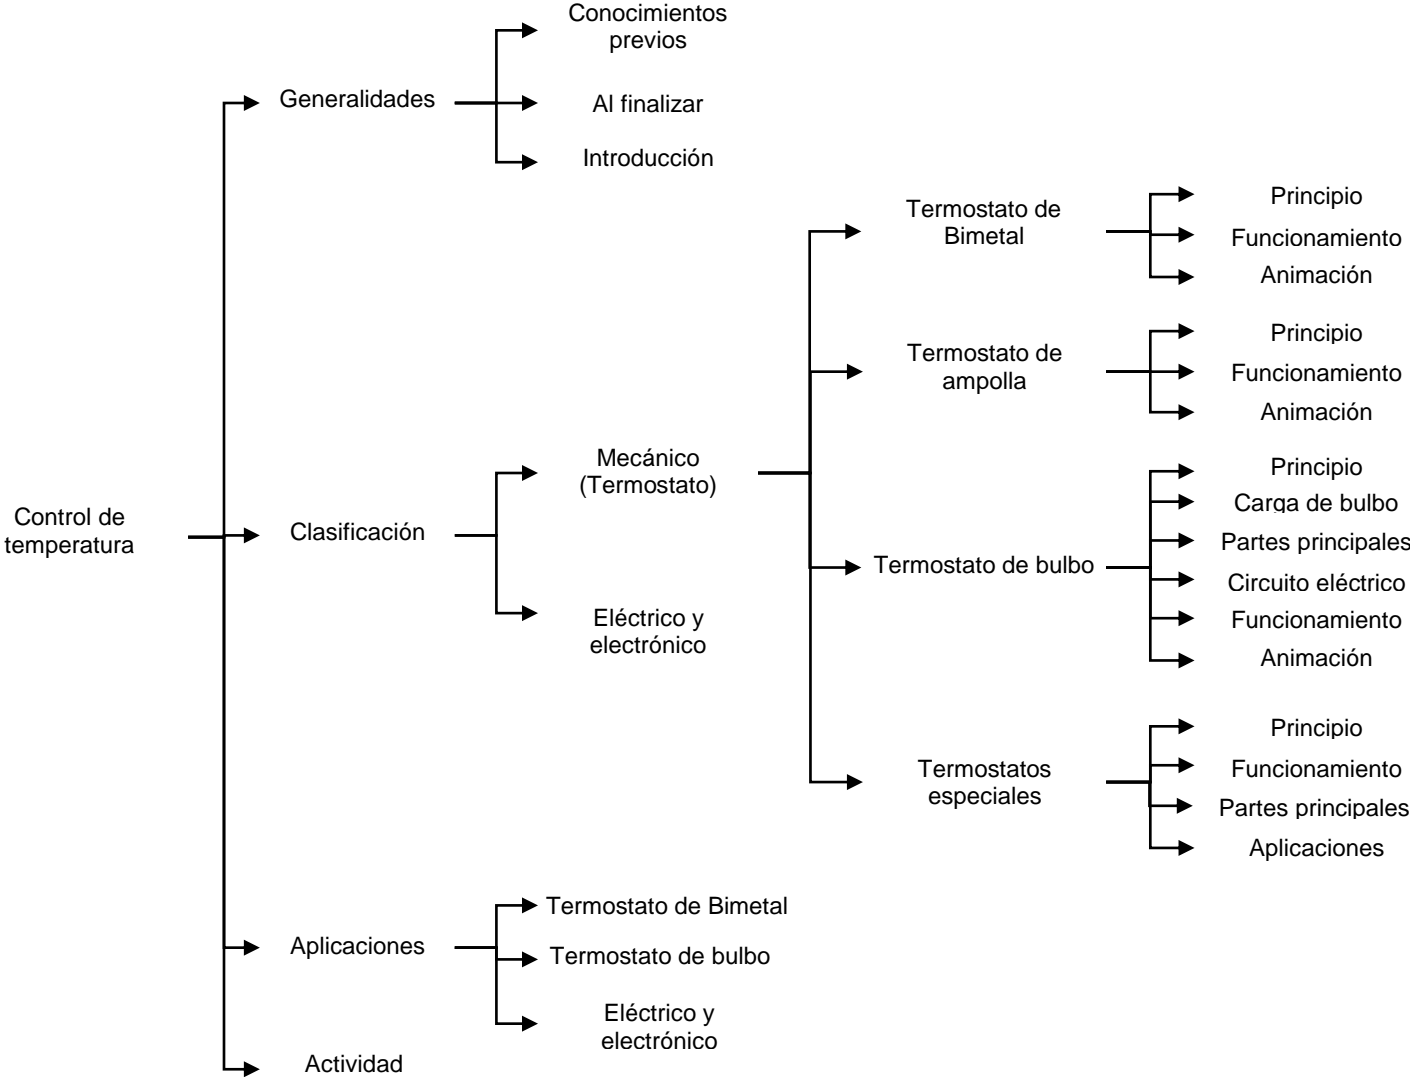 Conocimientos
previos
Generalidades
Al finalizar
Introducción
Termostato de
Bimetal
Principio
Funcionamiento
Animación
Termostato de
ampolla
Principio
Funcionamiento
Animación
Control de
temperatura
Clasificación
Mecánico
(Termostato)
Eléctrico y
electrónico
Termostato de bulbo
Principio
Carga de bulbo
Partes principales
Circuito eléctrico
Funcionamiento
Animación
Termostatos
especiales
Principio
Funcionamiento
Partes principales
Aplicaciones
Aplicaciones
Termostato de Bimetal
Termostato de bulbo
Eléctrico y
electrónico
Actividad